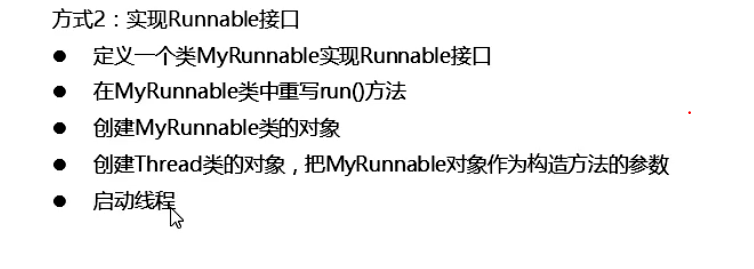 方式2：实现Runnable接口
● 定义一个类MyRunnable实现Runnable接口
● 在MyRunnable类中重写run()方法
● 创建MyRunnable类的对象
● 创建Thread类的对象，把MyRunnable对象作为构造方法的参数
● 启动线程